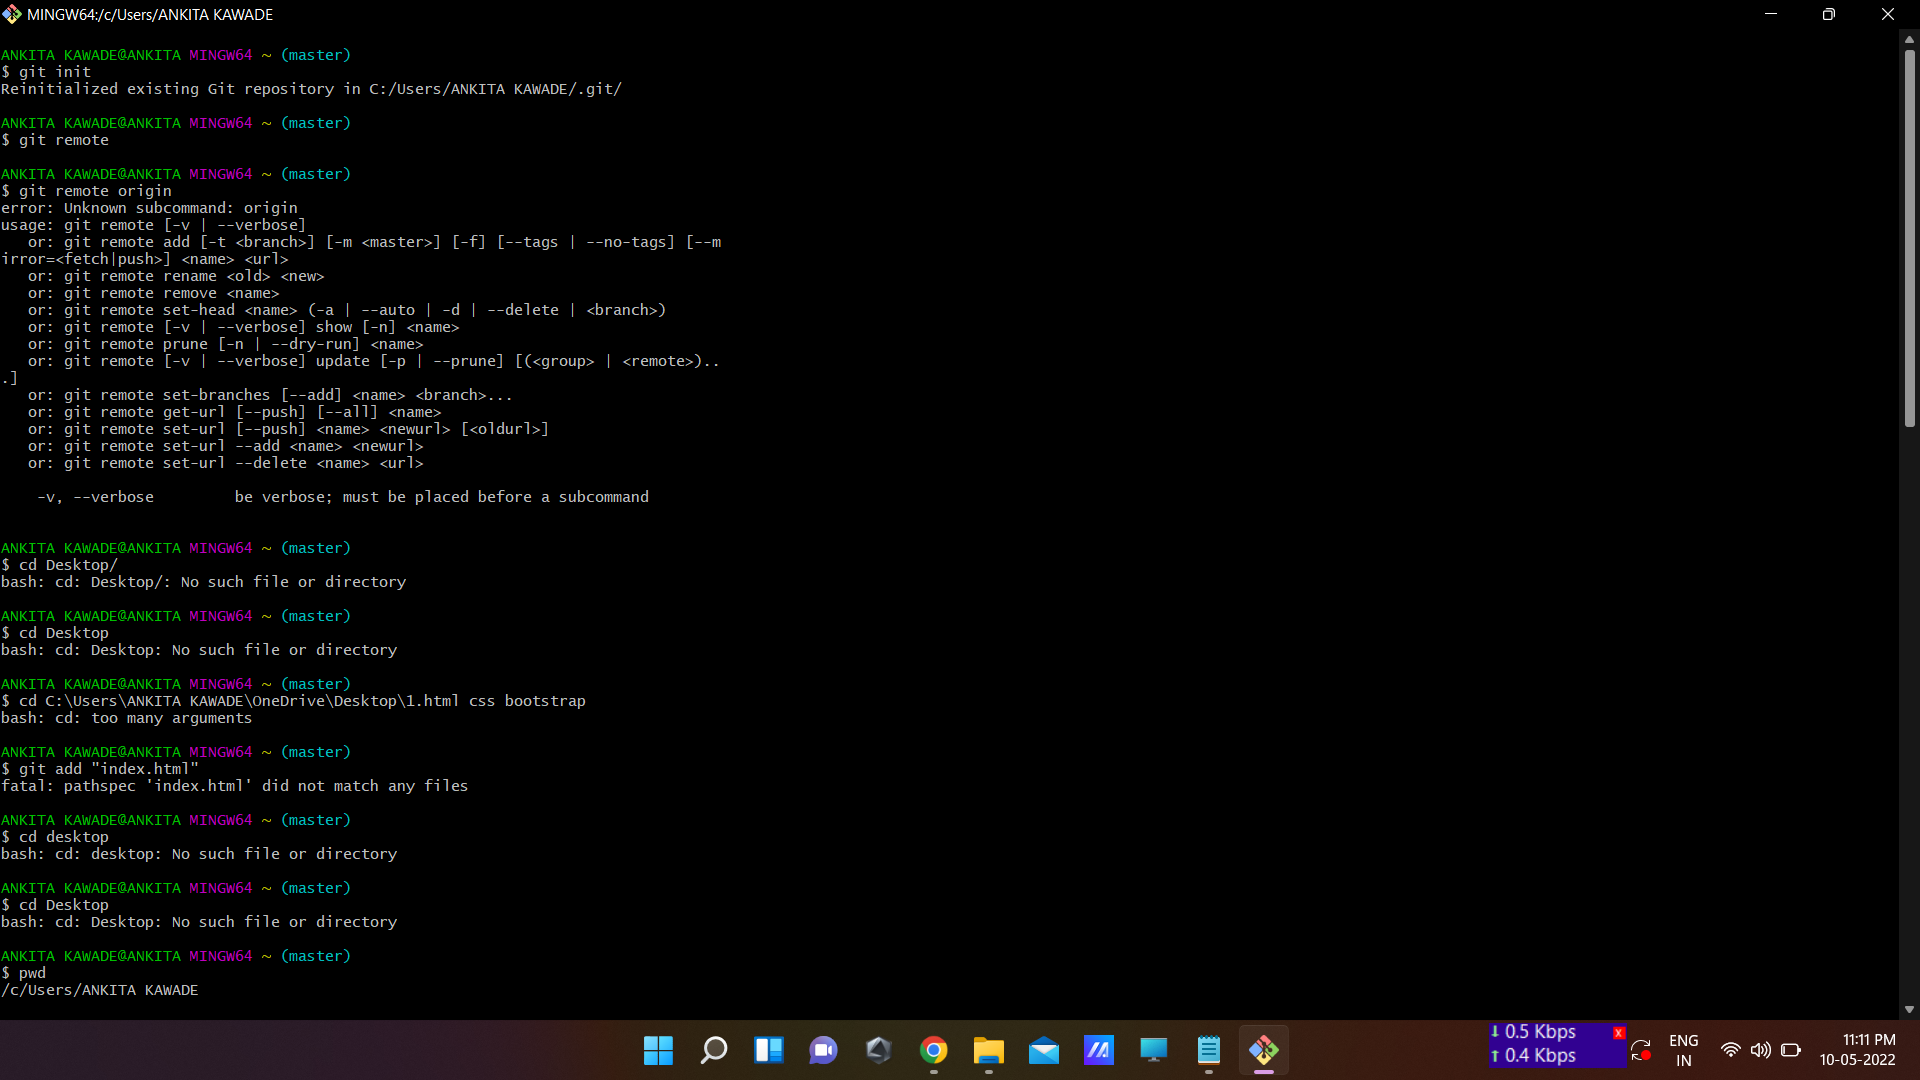 MINGW64:/c/Users/ANKITA KAWADE
ANKITA KAWADE@ANKITA MINGW64 ~ (master)
$ git init
Reinitialized existing Git repository in C:/Users/ANKITA KAWADE/.git/
ANKITA KAWADE@ANKITA MINGW64 ~ (master)
$ git remote
ANKITA KAWADE@ANKITA MINGW64 ~ (master)
$ git remote origin
error: Unknown subcommand: origin
usage: git remote [-v | --verbose]
   or: git remote add [-t <branch>] [-m <master>] [-f] [--tags | --no-tags] [--m
irror=<fetch|push>] <name> <url>
   or: git remote rename <old> <new>
   or: git remote remove <name>
   or: git remote set-head <name> (-a | --auto | -d | --delete | <branch>)
   or: git remote [-v | --verbose] show [-n] <name>
   or: git remote prune [-n | --dry-run] <name>
   or: git remote [-v | --verbose] update [-p | --prune] [(<group> | <remote>)..
.]
   or: git remote set-branches [--add] <name> <branch>...
   or: git remote get-url [--push] [--all] <name>
   or: git remote set-url [--push] <name> <newurl> [<oldurl>]
   or: git remote set-url --add <name> <newurl>
   or: git remote set-url --delete <name> <url>
    -v, --verbose         be verbose; must be placed before a subcommand
ANKITA KAWADE@ANKITA MINGW64 ~ (master)
$ cd Desktop/
bash: cd: Desktop/: No such file or directory
ANKITA KAWADE@ANKITA MINGW64 ~ (master)
$ cd Desktop
bash: cd: Desktop: No such file or directory
ANKITA KAWADE@ANKITA MINGW64 ~ (master)
$ cd C:\Users\ANKITA KAWADE\OneDrive\Desktop\1.html css bootstrap
bash: cd: too many arguments
ANKITA KAWADE@ANKITA MINGW64 ~ (master)
$ git add "index.html"
fatal: pathspec 'index.html' did not match any files
ANKITA KAWADE@ANKITA MINGW64 ~ (master)
$ cd desktop
bash: cd: desktop: No such file or directory
ANKITA KAWADE@ANKITA MINGW64 ~ (master)
$ cd Desktop
bash: cd: Desktop: No such file or directory
ANKITA KAWADE@ANKITA MINGW64 ~ (master)
$ pwd
/c/Users/ANKITA KAWADE
↓ 0.5 Kbps x
↑ 0.4 Kbps
ENG
IN
11:11 PM
10-05-2022